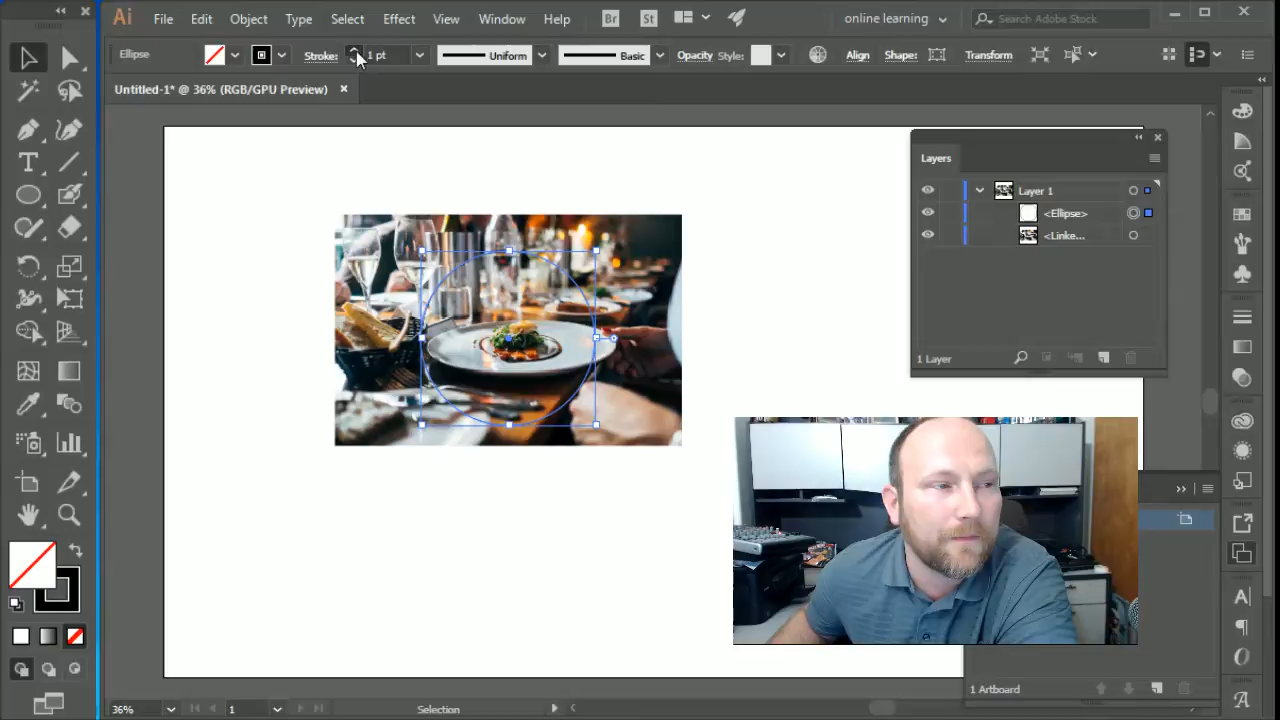 Ai File Edit Object Type Select Effect View Window Help Br St online learning Search Adobe Stock
Ellipse Stroke: 1 pt Uniform Basic Opacity Style: Align Shape: Transform
Untitled-1* @ 36% (RGB/GPU Preview)
Layers
Layer 1
<Ellipse>
<Linke...
1 Layer
1 Artboard
36% 1 Selection